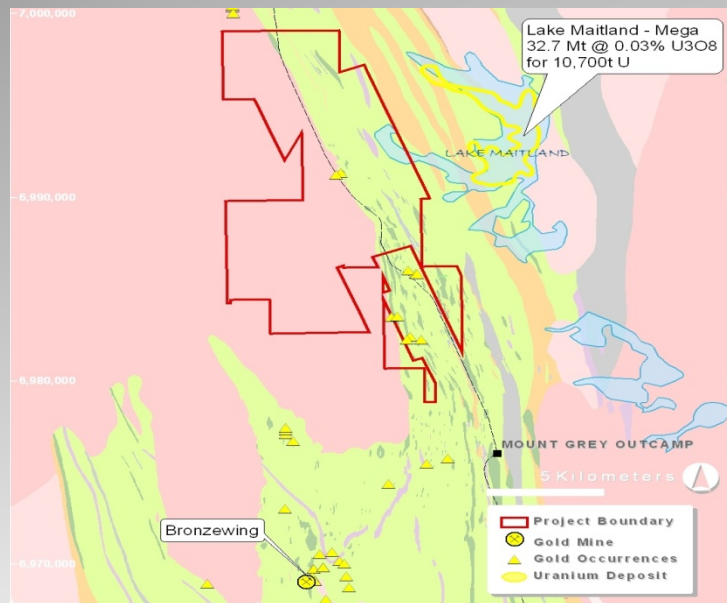 7,000,000
Lake Maitland - Mega
32.7 Mt @ 0.03% U3O8
for 10,700t U
LAKE MAITLAND
6,990,000
6,980,000
MOUNT GREY OUTCAMP
5 Kilometers
Bronzewing
6,970,000
Project Boundary
Gold Mine
Gold Occurrences
Uranium Deposit